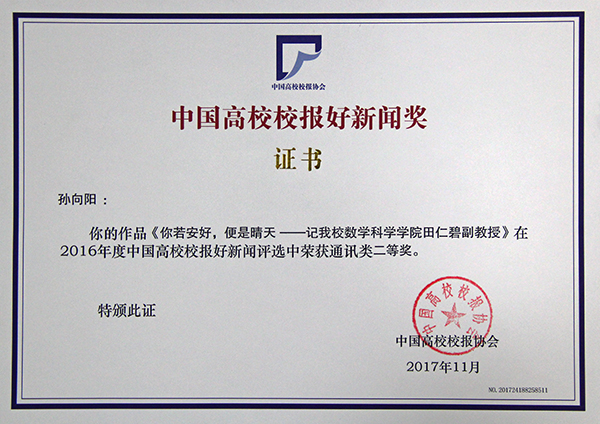 中国高校校报协会
中国高校校报好新闻奖
证书
孙向阳：
你的作品《你若安好，便是晴天——记我校数学科学学院田仁碧副教授》在
2016年度中国高校校报好新闻评选中荣获通讯类二等奖。
特颁此证
中国高校校报协会
中国高校校报协会
2017年11月
NO.201724188258511